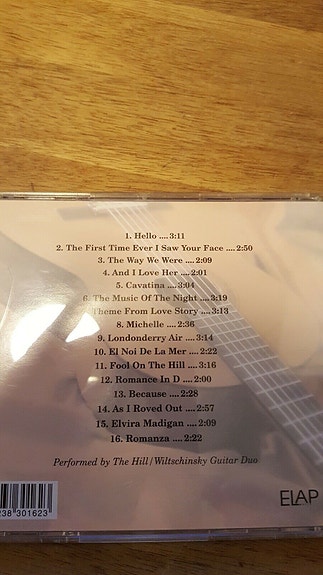 1. Hello .... 3:11
2. The First Time Ever I Saw Your Face .... 2:50
3. The Way We Were .... 2:09
4. And I Love Her .... 2:01
5. Cavatina .... 3:04
6. The Music Of The Night .... 3:19
Theme From Love Story .... 3:13
8. Michelle .... 2:36
9. Londonderry Air .... 3:14
10. El Noi De La Mer .... 2:22
11. Fool On The Hill .... 3:16
12. Romance In D .... 2:00
13. Because .... 2:28
14. As I Roved Out .... 2:57
15. Elvira Madigan .... 2:09
16. Romanza .... 2:22
Performed by The Hill / Wiltschinsky Guitar Duo
ELAP
238 301623